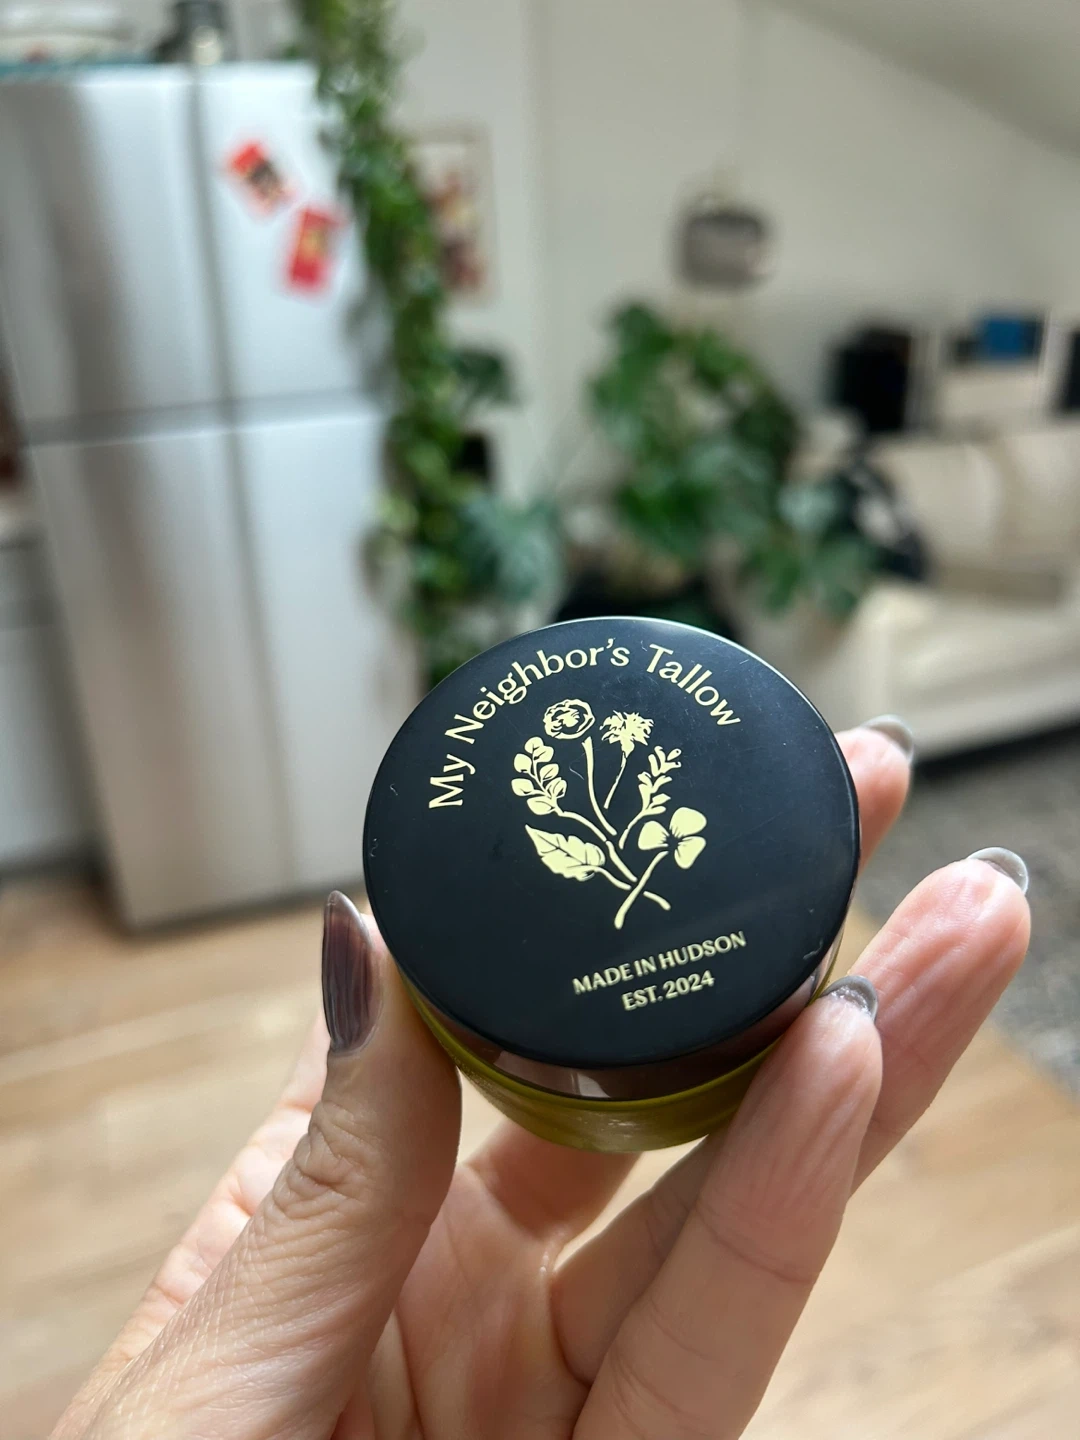 My Neighbor's Tallow
MADE IN HUDSON
EST. 2024